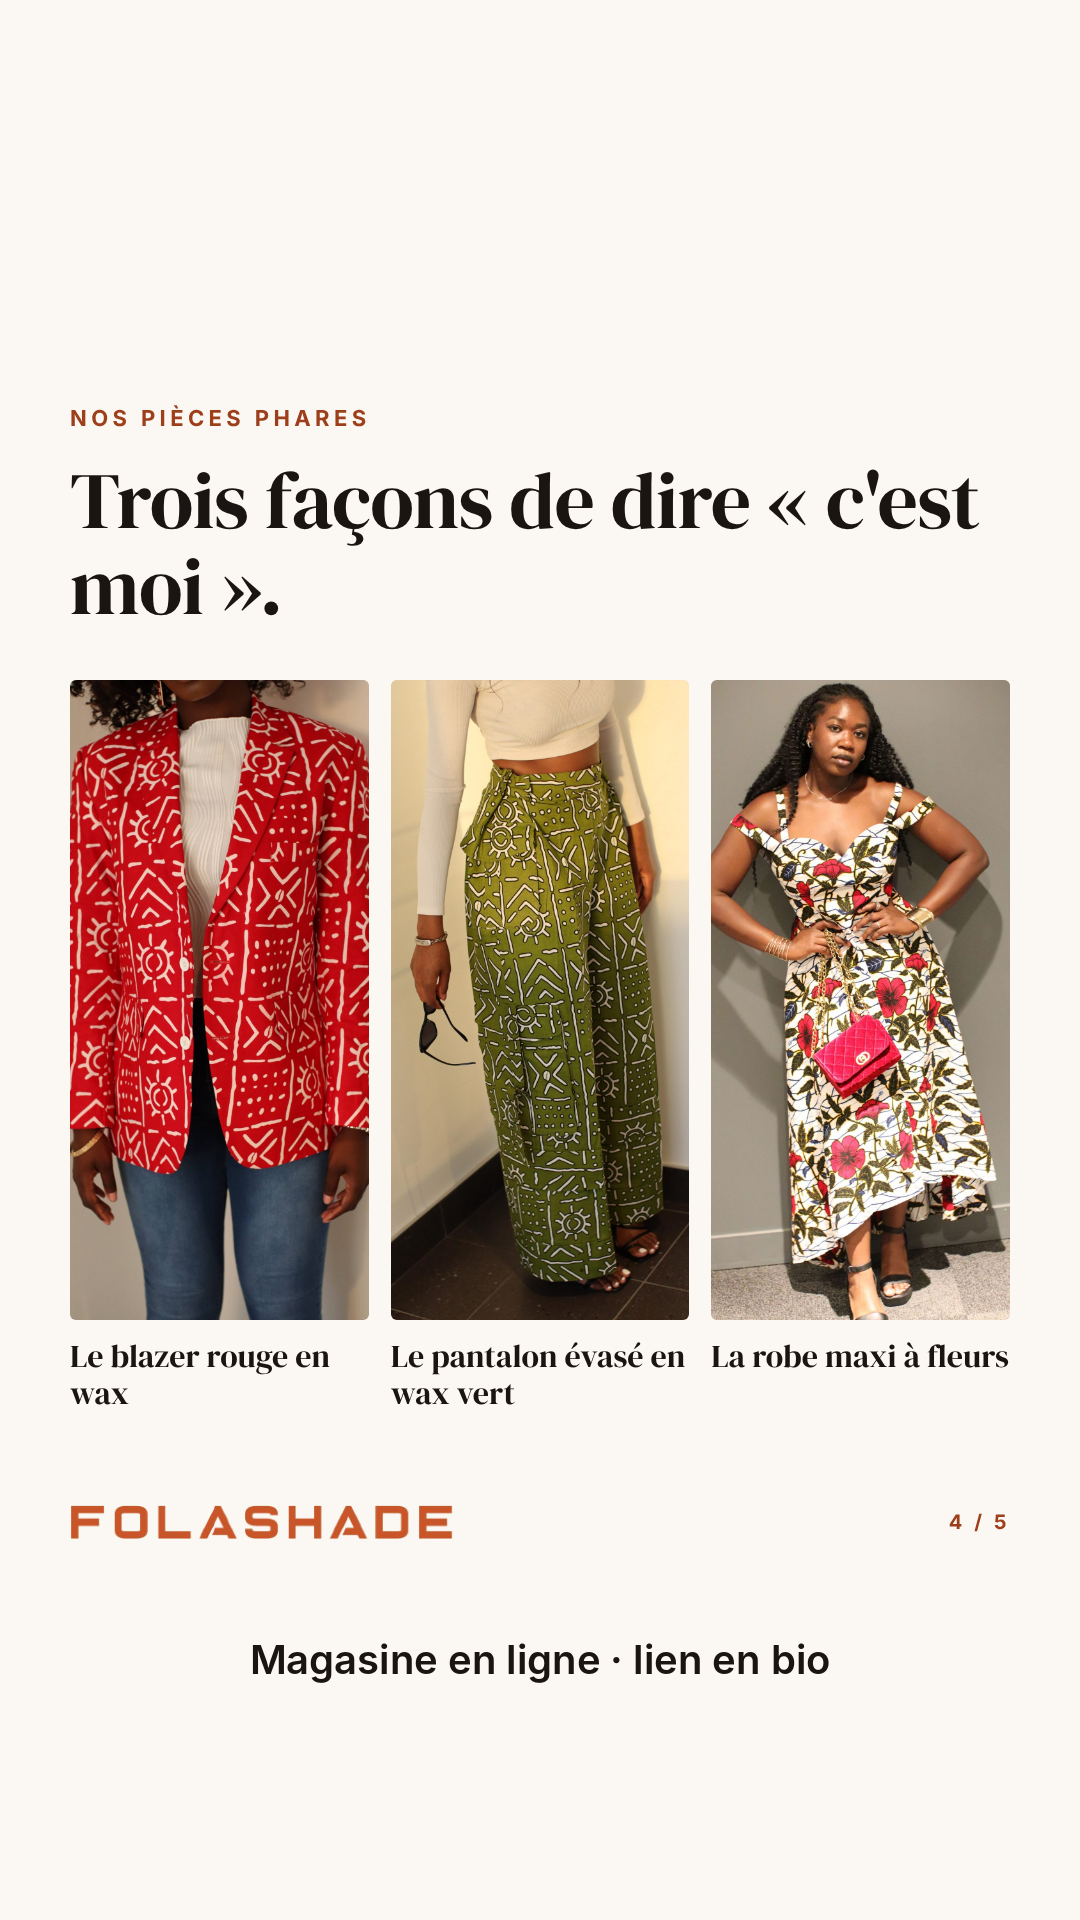 NOS PIÈCES PHARES
Trois façons de dire « c'est
moi ».
Le blazer rouge en
wax
Le pantalon évasé en
wax vert
La robe maxi à fleurs
FOLASHADE
4 / 5
Magasine en ligne · lien en bio